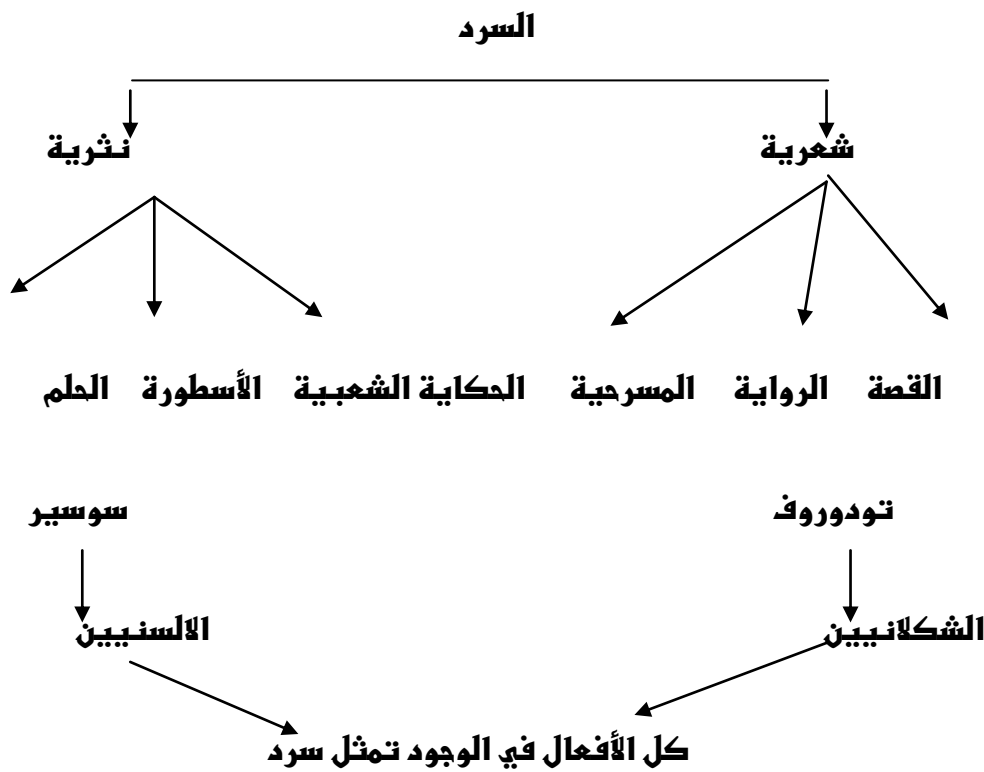 السرد
شعرية نثرية
القصة الرواية المسرحية الحكاية الشعبية الأسطورة الحلم
تودوروف سوسير
الشكلانيين الالسنيين
كل الأفعال في الوجود تمثل سرد